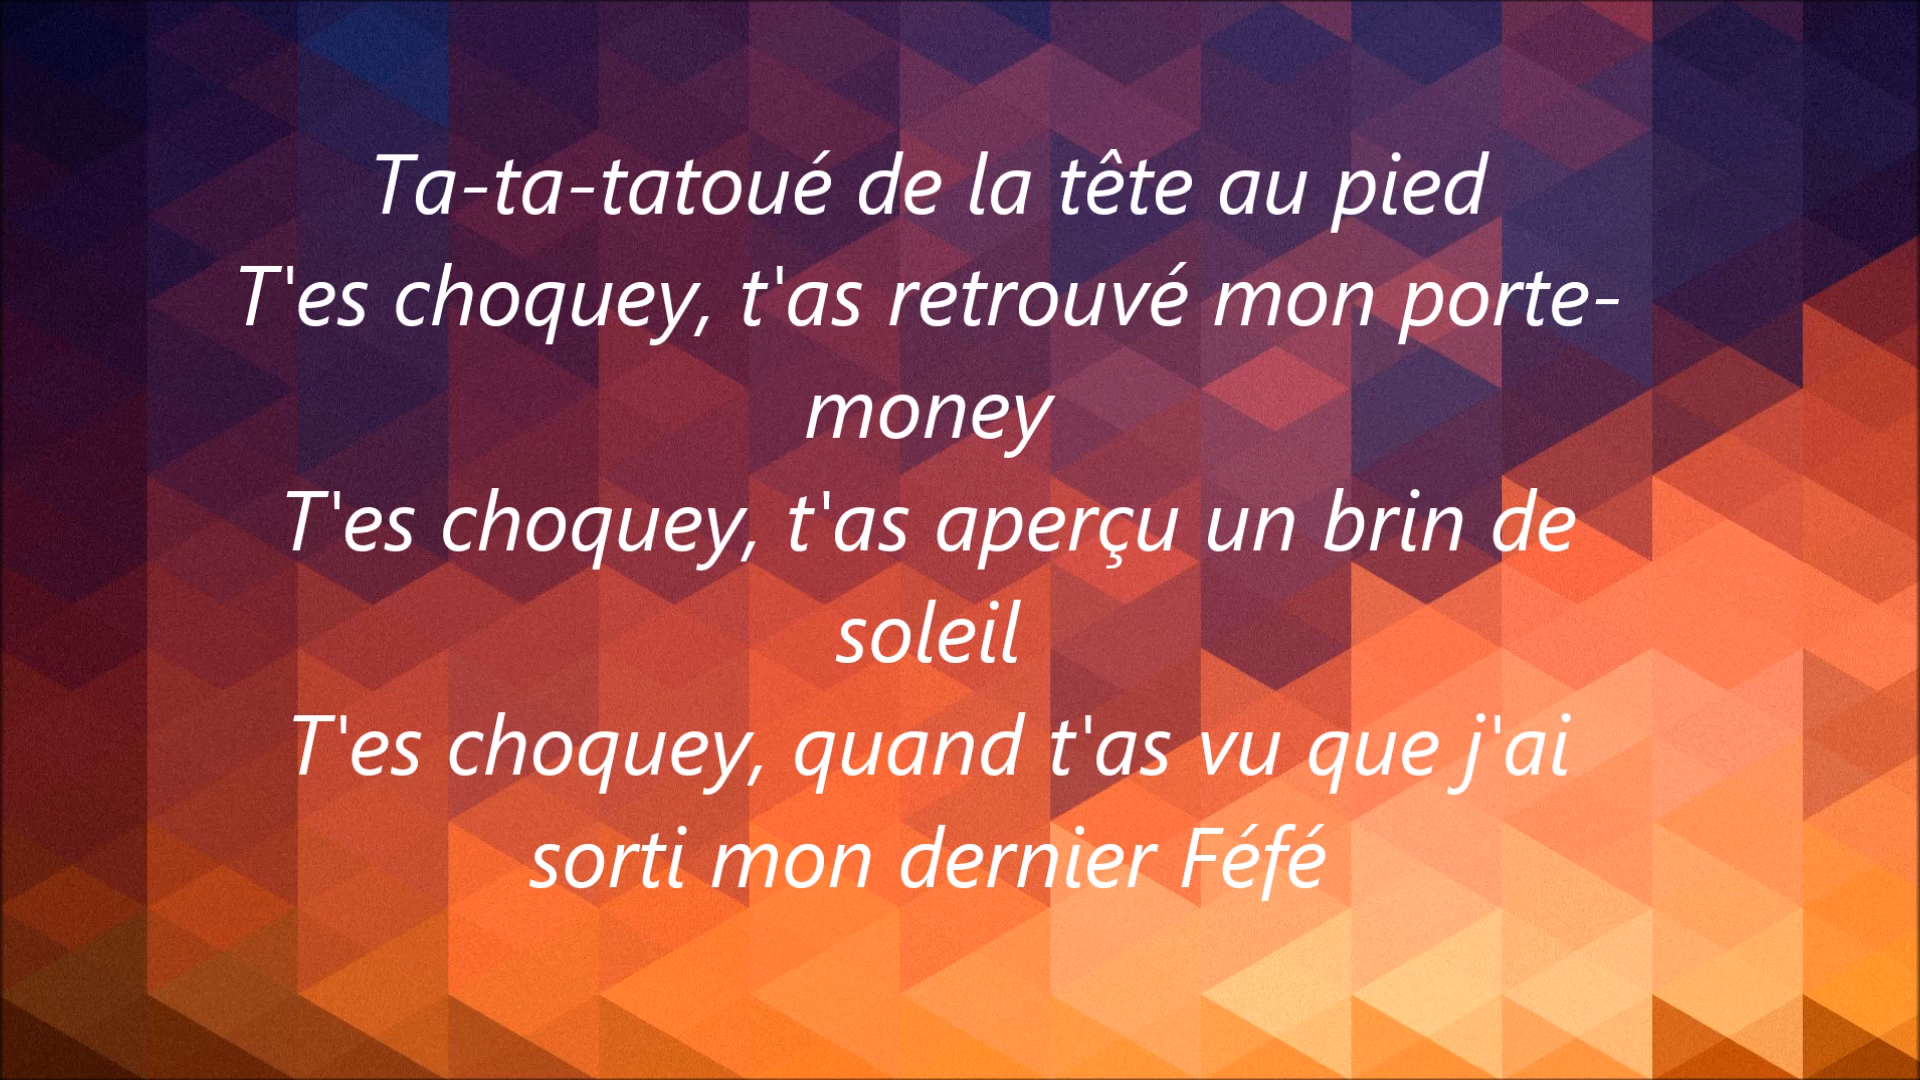 Ta-ta-tatoué de la tête au pied
T'es choquey, t'as retrouvé mon porte-
money
T'es choquey, t'as aperçu un brin de
soleil
T'es choquey, quand t'as vu que j'ai
sorti mon dernier Féfé